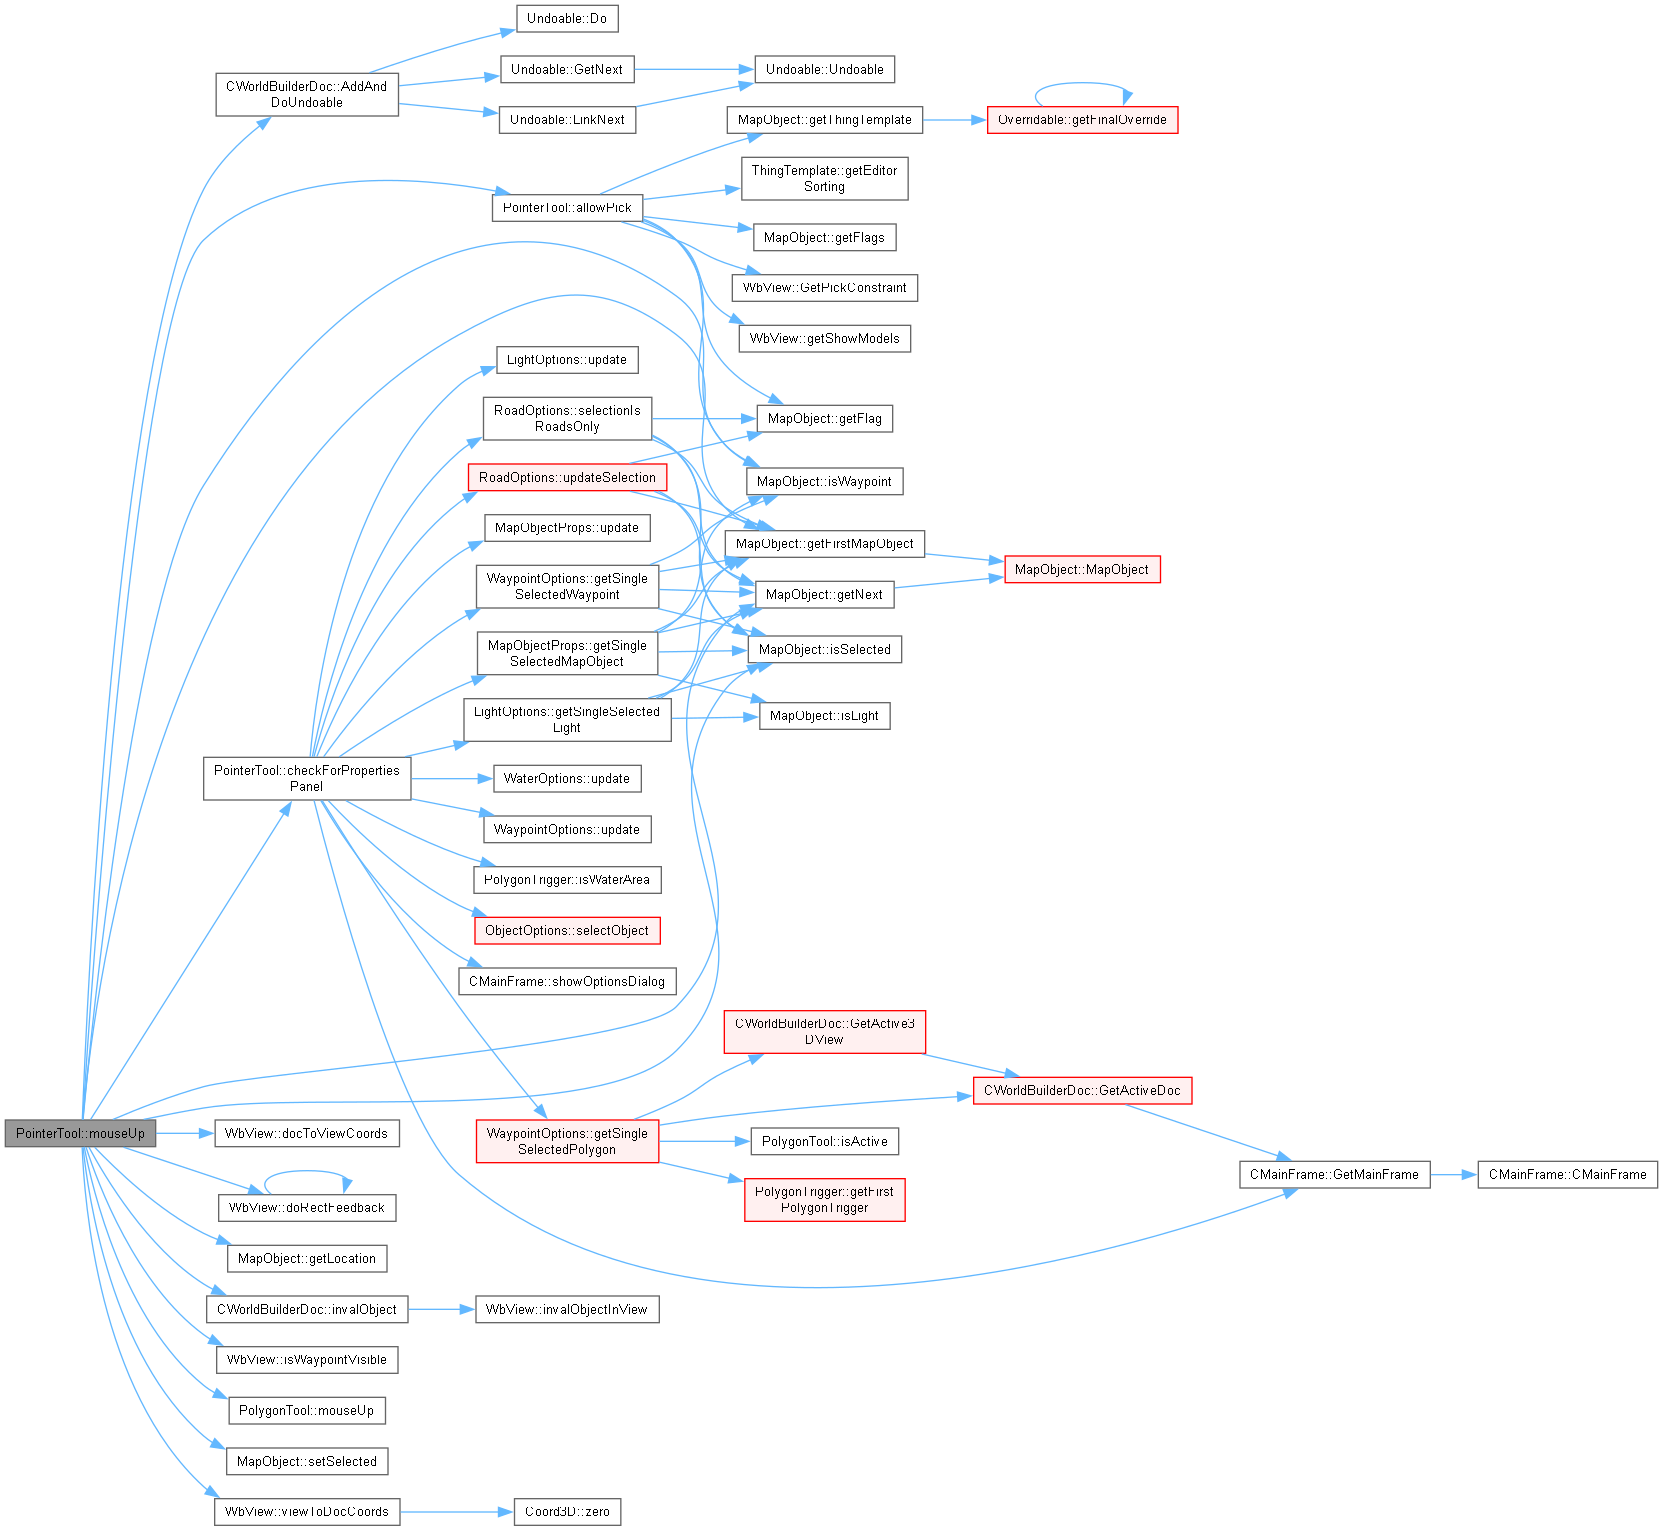 Undoable::Do
Undoable::GetNext
Undoable::Undoable
CWorldBuilderDoc::AddAnd
DoUndoable
Undoable::LinkNext
MapObject::getThingTemplate
Overridable::getFinalOverride
ThingTemplate::getEditor
Sorting
PointerTool::allowPick
MapObject::getFlags
WbView::GetPickConstraint
WbView::getShowModels
LightOptions::update
RoadOptions::selectionIs
RoadsOnly
MapObject::getFlag
RoadOptions::updateSelection
MapObject::isWaypoint
MapObjectProps::update
MapObject::getFirstMapObject
MapObject::MapObject
WaypointOptions::getSingle
SelectedWaypoint
MapObject::getNext
MapObjectProps::getSingle
SelectedMapObject
MapObject::isSelected
LightOptions::getSingleSelected
Light
MapObject::isLight
PointerTool::checkForProperties
Panel
WaterOptions::update
WaypointOptions::update
PolygonTrigger::isWaterArea
ObjectOptions::selectObject
CMainFrame::showOptionsDialog
CWorldBuilderDoc::GetActive3
DView
CWorldBuilderDoc::GetActiveDoc
PointerTool::mouseUp
WbView::docToViewCoords
WaypointOptions::getSingle
SelectedPolygon
PolygonTool::isActive
CMainFrame::GetMainFrame
CMainFrame::CMainFrame
PolygonTrigger::getFirst
PolygonTrigger
WbView::doRectFeedback
MapObject::getLocation
CWorldBuilderDoc::invalObject
WbView::invalObjectInView
WbView::isWaypointVisible
PolygonTool::mouseUp
MapObject::setSelected
WbView::viewToDocCoords
Coord3D::zero